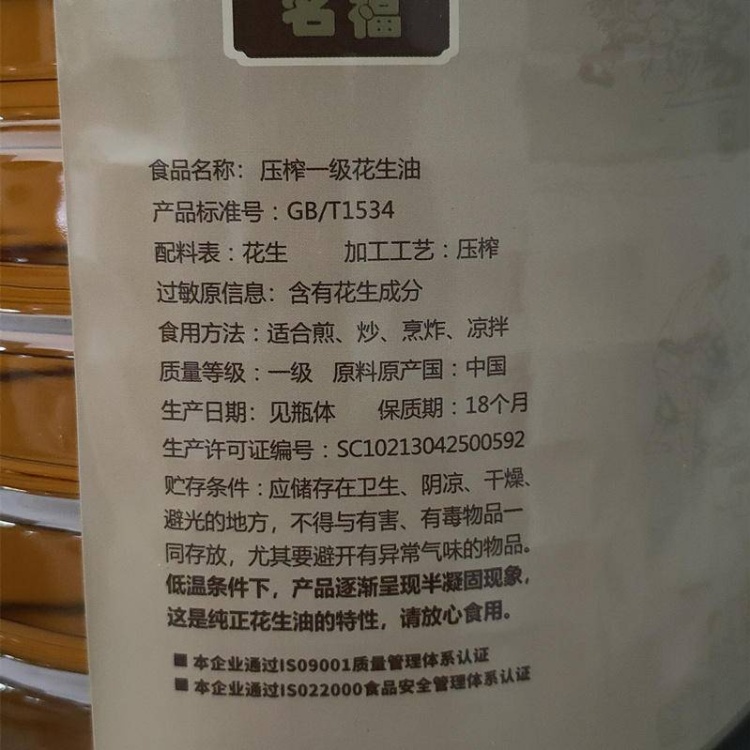 名福
食品名称：压榨一级花生油
产品标准号：GB/T1534
配料表：花生 加工工艺：压榨
过敏原信息：含有花生成分
食用方法：适合煎、炒、烹炸、凉拌
质量等级：一级 原料原产国：中国
生产日期：见瓶体 保质期：18个月
生产许可证编号：SC10213042500592
贮存条件：应储存在卫生、阴凉、干燥、
避光的地方，不得与有害、有毒物品一
同存放，尤其要避开有异常气味的物品。
低温条件下，产品逐渐呈现半凝固现象，
这是纯正花生油的特性，请放心食用。
■本企业通过ISO9001质量管理体系认证
■本企业通过ISO22000食品安全管理体系认证